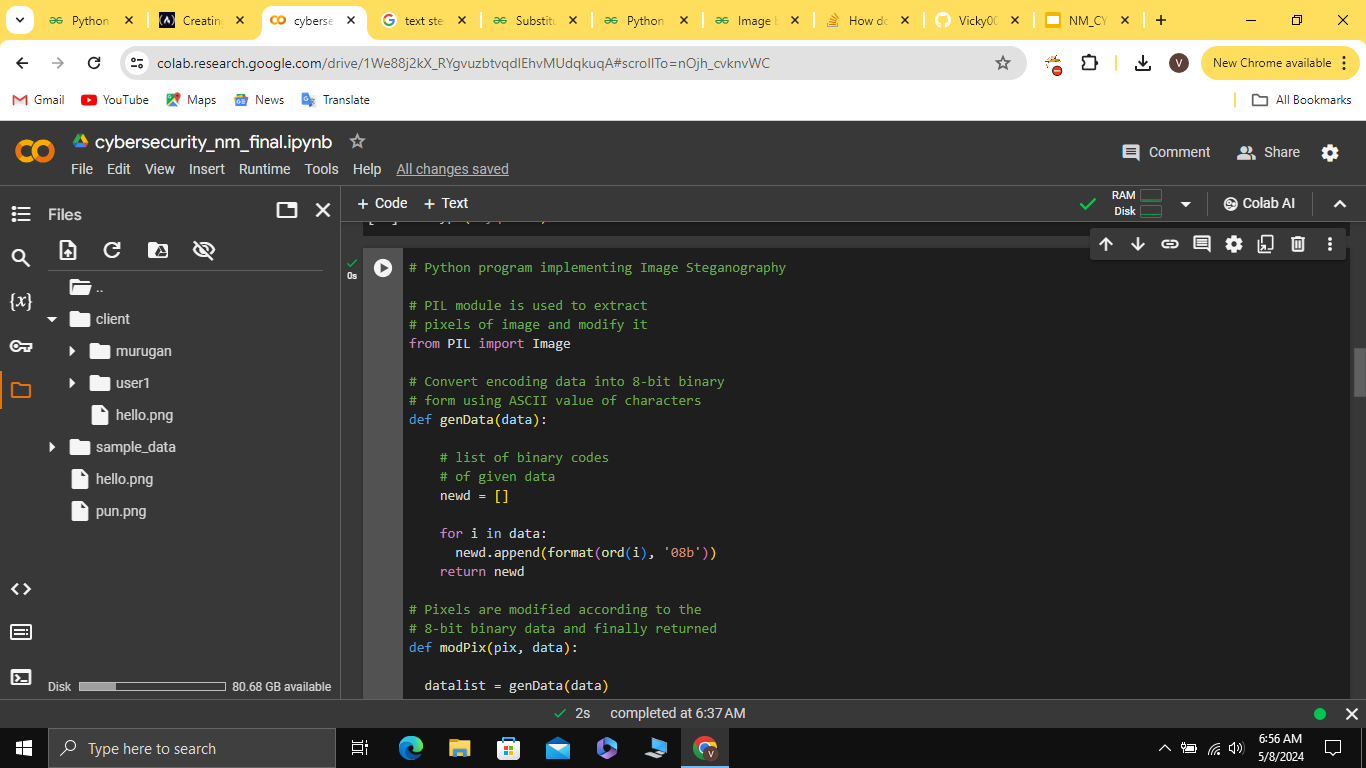 Python
Creatin
cyberse
text ste
Substitu
Python
Image
How de
Vicky00
NM_CY
colab.research.google.com/drive/1We88j2kX_RYgvuzbtvqdIEhvMUdqkuqA#scrollTo=nOjh_cvknvWC
V
New Chrome available
Gmail
YouTube
Maps
News
Translate
All Bookmarks
cybersecurity_nm_final.ipynb
File Edit View Insert Runtime Tools Help All changes saved
Comment
Share
Files
+ Code + Text
RAM
Disk
Colab AI
..
client
murugan
user1
hello.png
sample_data
hello.png
pun.png
{x}
Disk
80.68 GB available
0s
# Python program implementing Image Steganography
# PIL module is used to extract
# pixels of image and modify it
from PIL import Image
# Convert encoding data into 8-bit binary
# form using ASCII value of characters
def genData(data):
# list of binary codes
# of given data
newd = []
for i in data:
newd.append(format(ord(i), '08b'))
return newd
# Pixels are modified according to the
# 8-bit binary data and finally returned
def modPix(pix, data):
datalist = genData(data)
2s completed at 6:37 AM
Type here to search
V
6:56 AM
5/8/2024